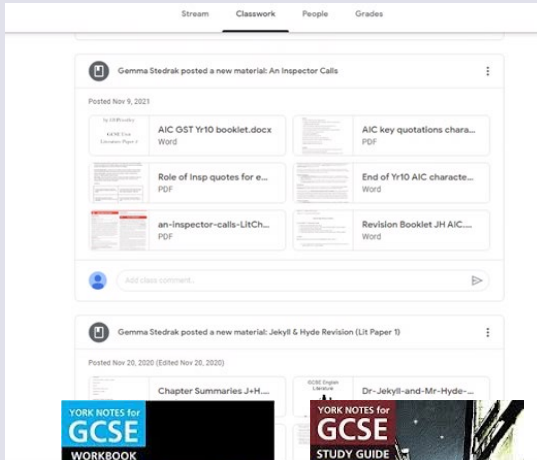 Stream Classwork People Grades
Gemma Stedrak posted a new material: An Inspector Calls
Posted Nov 9, 2021
AIC GST Yr10 booklet.docx
Word
AIC key quotations chara...
PDF
Role of Insp quotes for e...
PDF
End of Yr10 AIC characte...
Word
an-inspector-calls-LitCh...
PDF
Revision Booklet JH AIC....
Word
Add class comment...
Gemma Stedrak posted a new material: Jekyll & Hyde Revision (Lit Paper 1)
Posted Nov 20, 2020 (Edited Nov 20, 2020)
Chapter Summaries J+H....
GCSE English
Literature
Dr-Jekyll-and-Mr-Hyde-...
YORK NOTES for
GCSE
WORKBOOK
YORK NOTES for
GCSE
STUDY GUIDE